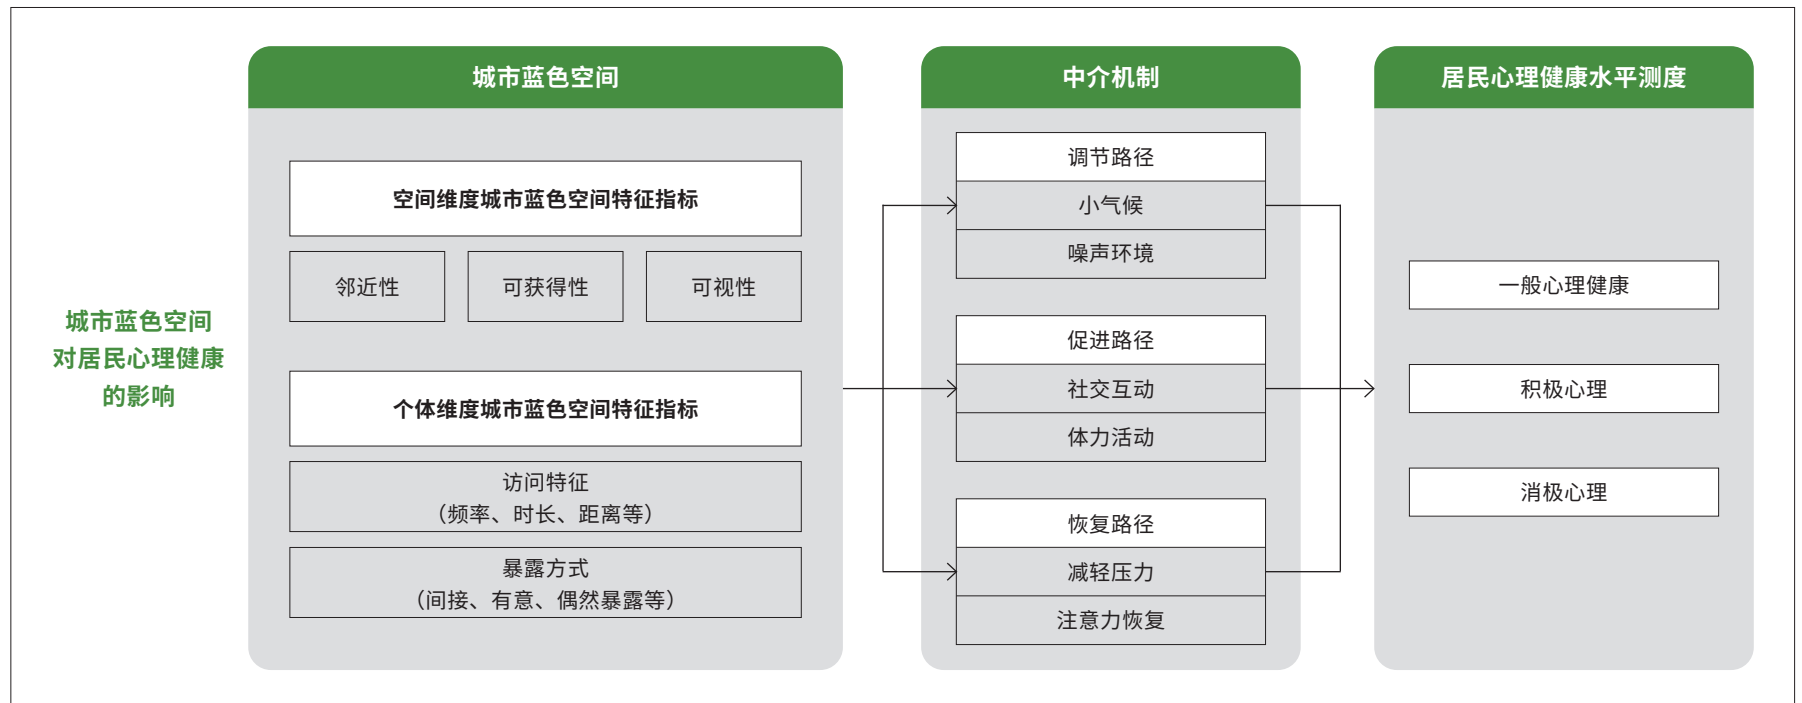 城市蓝色空间
对居民心理健康
的影响
城市蓝色空间
空间维度城市蓝色空间特征指标
邻近性
可获得性
可视性
个体维度城市蓝色空间特征指标
访问特征
（频率、时长、距离等）
暴露方式
（间接、有意、偶然暴露等）
中介机制
调节路径
小气候
噪声环境
促进路径
社交互动
体力活动
恢复路径
减轻压力
注意力恢复
居民心理健康水平测度
一般心理健康
积极心理
消极心理